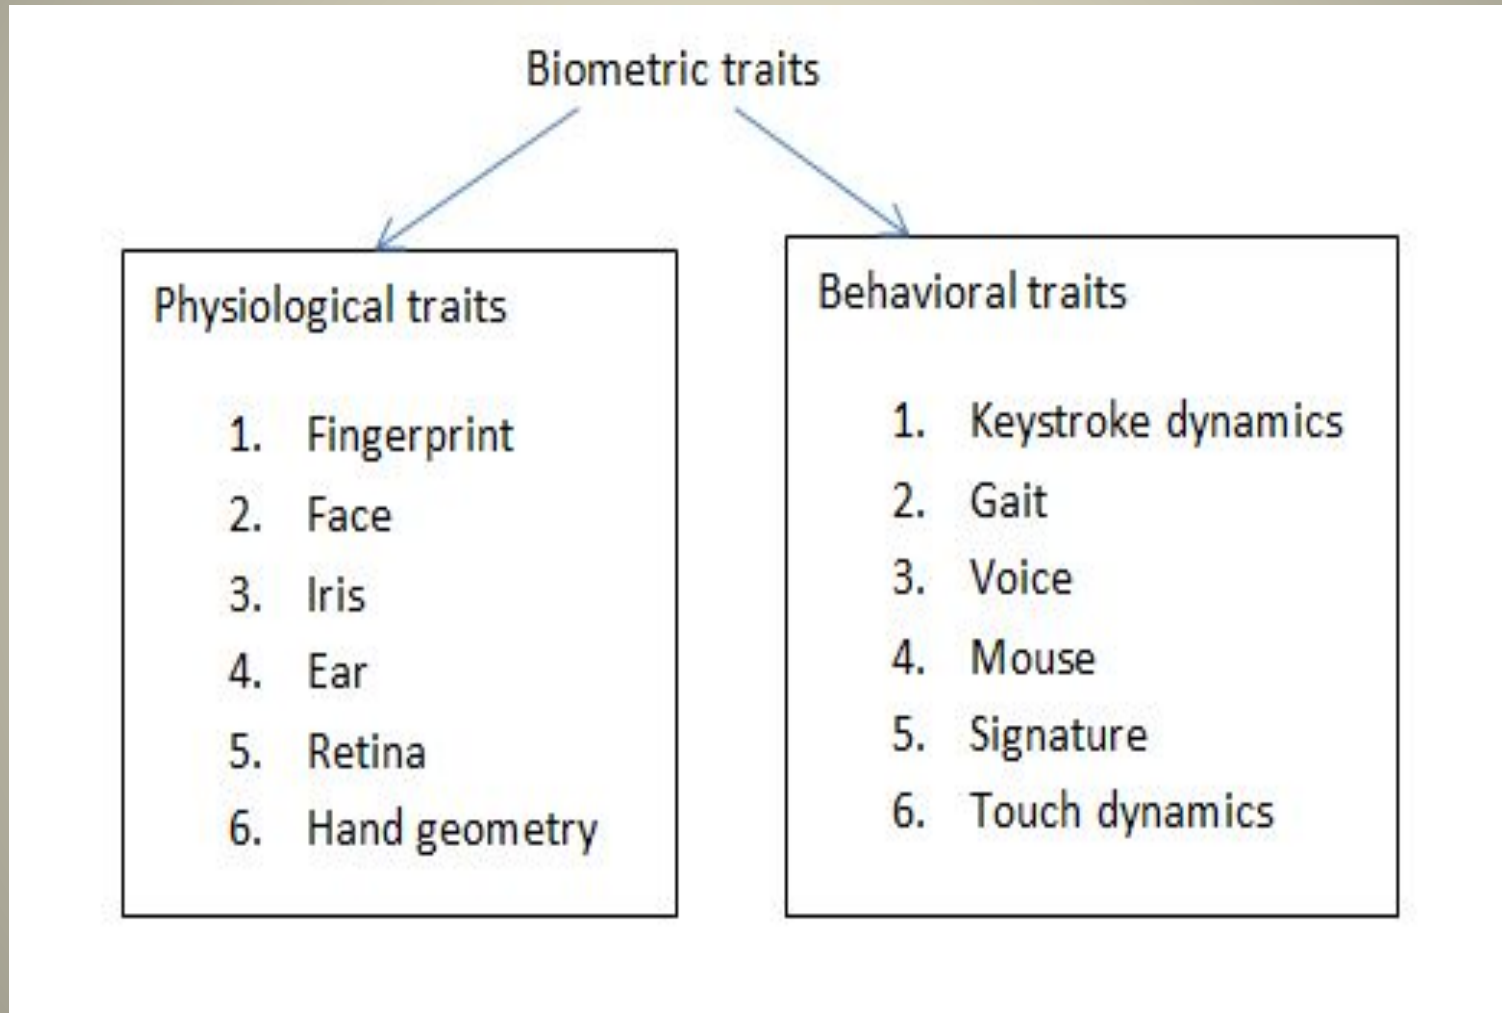 Biometric traits
Physiological traits
1. Fingerprint
2. Face
3. Iris
4. Ear
5. Retina
6. Hand geometry
Behavioral traits
1. Keystroke dynamics
2. Gait
3. Voice
4. Mouse
5. Signature
6. Touch dynamics